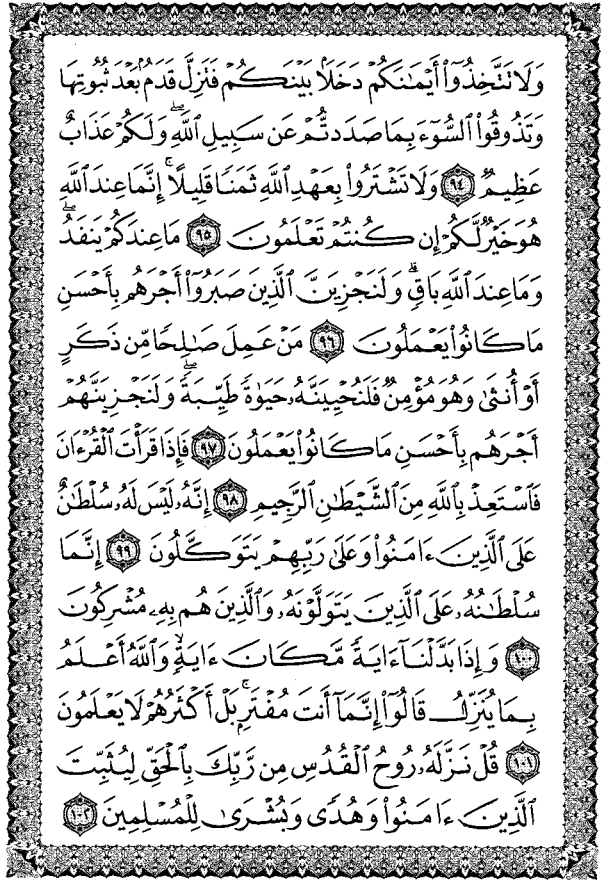 وَلَا تَتَّخِذُوٓا۟ أَيْمَٰنَكُمْ دَخَلًۢا بَيْنَكُمْ فَتَزِلَّ قَدَمٌۢ بَعْدَ ثُبُوتِهَا
وَتَذُوقُوا۟ ٱلسُّوٓءَ بِمَا صَدَدتُّمْ عَن سَبِيلِ ٱللَّهِ ۖ وَلَكُمْ عَذَابٌ
عَظِيمٌ ۝٩٤ وَلَا تَشْتَرُوا۟ بِعَهْدِ ٱللَّهِ ثَمَنًا قَلِيلًا ۚ إِنَّمَا عِندَ ٱللَّهِ
هُوَ خَيْرٌ لَّكُمْ إِن كُنتُمْ تَعْلَمُونَ ۝٩٥ مَا عِندَكُمْ يَنفَدُ ۖ
وَمَا عِندَ ٱللَّهِ بَاقٍ ۗ وَلَنَجْزِيَنَّ ٱلَّذِينَ صَبَرُوٓا۟ أَجْرَهُم بِأَحْسَنِ
مَا كَانُوا۟ يَعْمَلُونَ ۝٩٦ مَنْ عَمِلَ صَٰلِحًا مِّن ذَكَرٍ
أَوْ أُنثَىٰ وَهُوَ مُؤْمِنٌ فَلَنُحْيِيَنَّهُۥ حَيَوٰةً طَيِّبَةً ۖ وَلَنَجْزِيَنَّهُمْ
أَجْرَهُم بِأَحْسَنِ مَا كَانُوا۟ يَعْمَلُونَ ۝٩٧ فَإِذَا قَرَأْتَ ٱلْقُرْءَانَ
فَٱسْتَعِذْ بِٱللَّهِ مِنَ ٱلشَّيْطَٰنِ ٱلرَّجِيمِ ۝٩٨ إِنَّهُۥ لَيْسَ لَهُۥ سُلْطَٰنٌ
عَلَى ٱلَّذِينَ ءَامَنُوا۟ وَعَلَىٰ رَبِّهِمْ يَتَوَكَّلُونَ ۝٩٩ إِنَّمَا
سُلْطَٰنُهُۥ عَلَى ٱلَّذِينَ يَتَوَلَّوْنَهُۥ وَٱلَّذِينَ هُم بِهِۦ مُشْرِكُونَ
۝١٠٠ وَإِذَا بَدَّلْنَآ ءَايَةً مَّكَانَ ءَايَةٍ ۙ وَٱللَّهُ أَعْلَمُ
بِمَا يُنَزِّلُ قَالُوٓا۟ إِنَّمَآ أَنتَ مُفْتَرٍۭ ۚ بَلْ أَكْثَرُهُمْ لَا يَعْلَمُونَ
۝١٠١ قُلْ نَزَّلَهُۥ رُوحُ ٱلْقُدُسِ مِن رَّبِّكَ بِٱلْحَقِّ لِيُثَبِّتَ
ٱلَّذِينَ ءَامَنُوا۟ وَهُدًى وَبُشْرَىٰ لِلْمُسْلِمِينَ ۝١٠٢